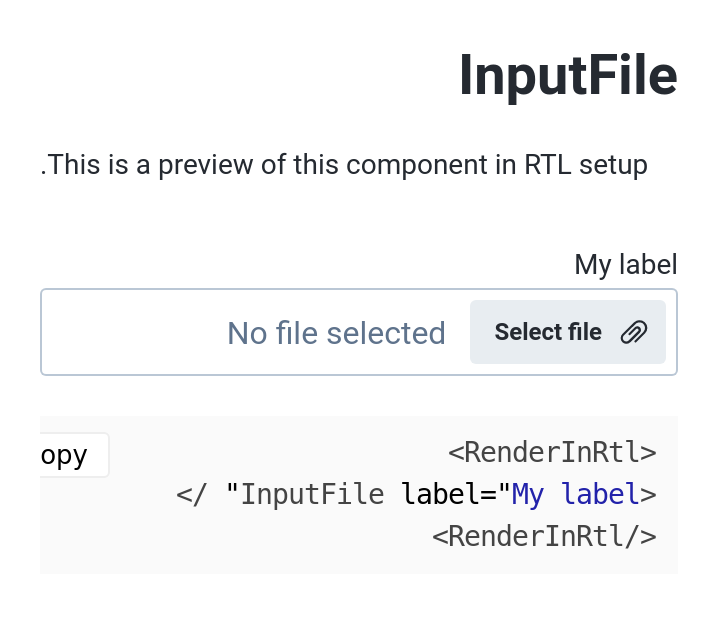 InputFile
.This is a preview of this component in RTL setup
My label
No file selected
Select file
opy
<RenderInRtl>
</ "InputFile label="My label>
<RenderInRtl/>